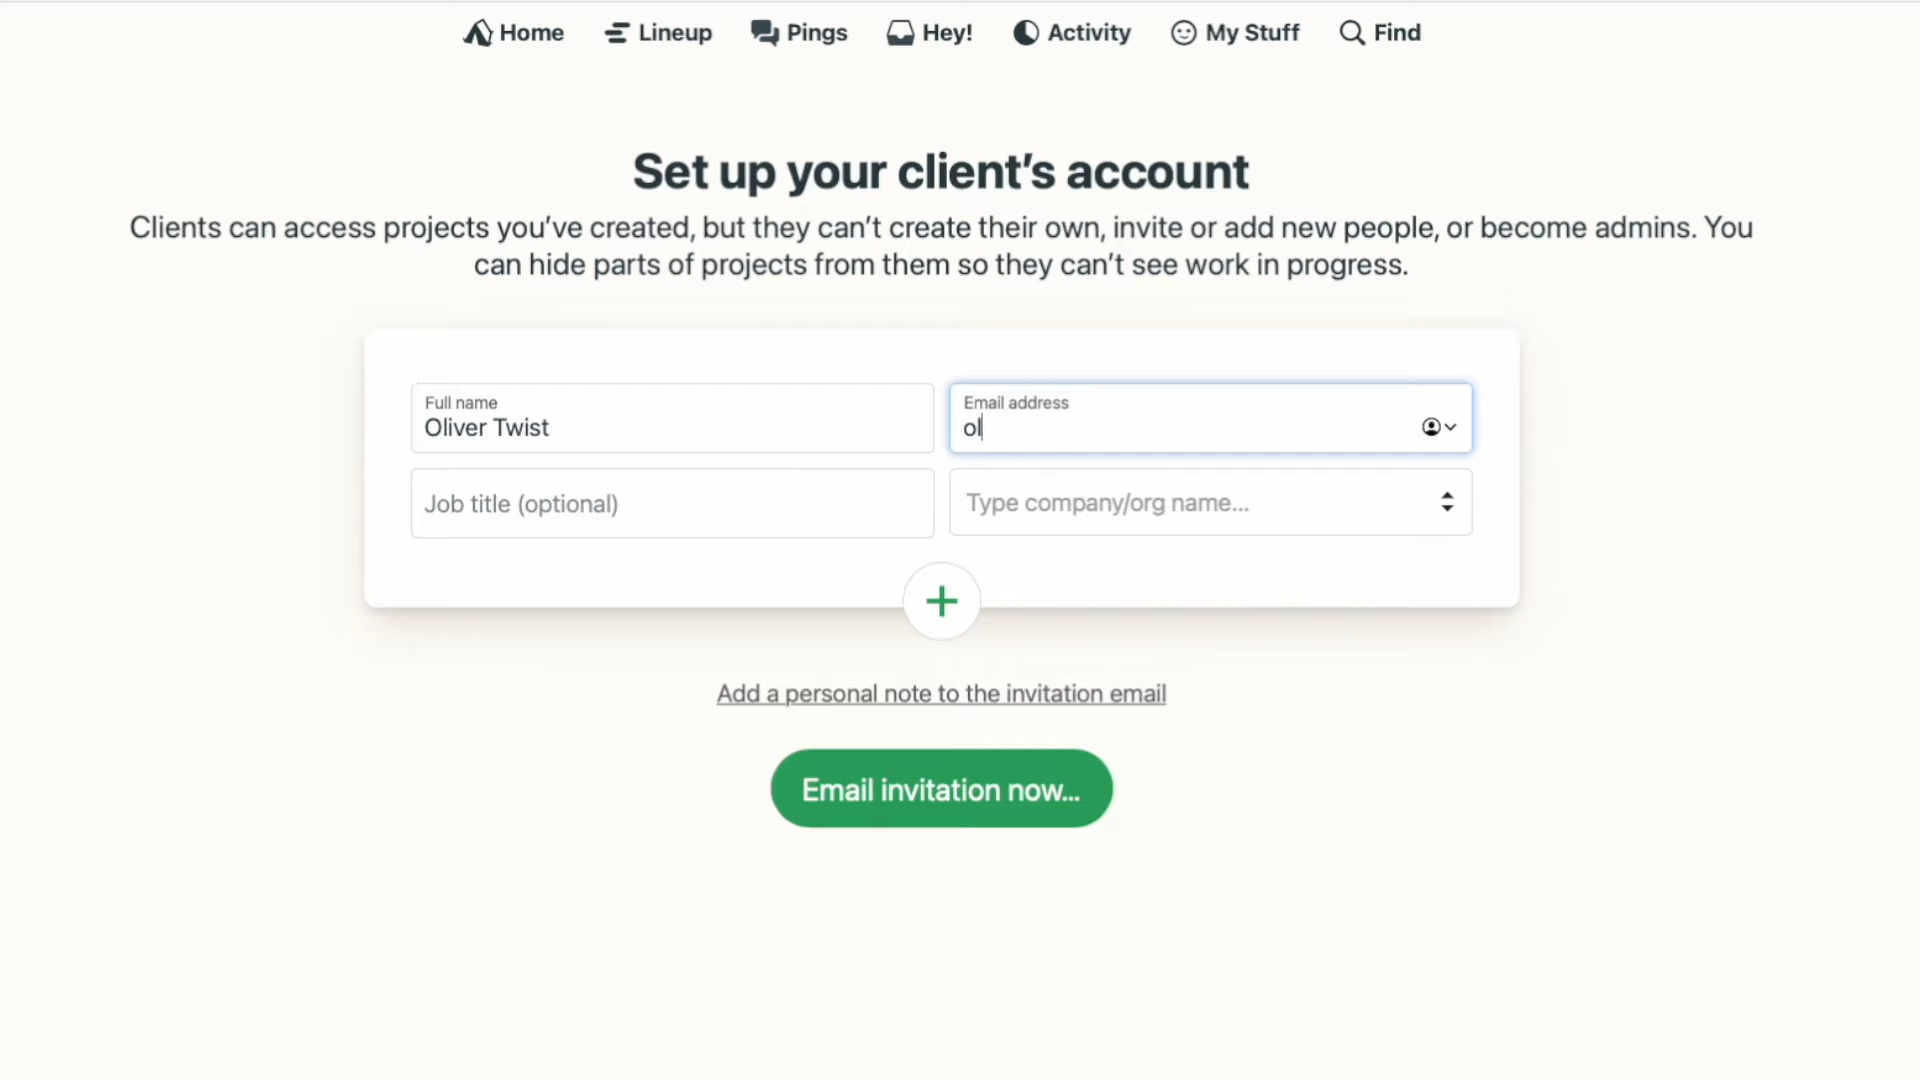 Home Lineup Pings Hey! Activity My Stuff Find
Set up your client’s account
Clients can access projects you’ve created, but they can’t create their own, invite or add new people, or become admins. You
can hide parts of projects from them so they can’t see work in progress.
Full name
Oliver Twist
Email address
ol
Job title (optional)
Type company/org name...
Add a personal note to the invitation email
Email invitation now...